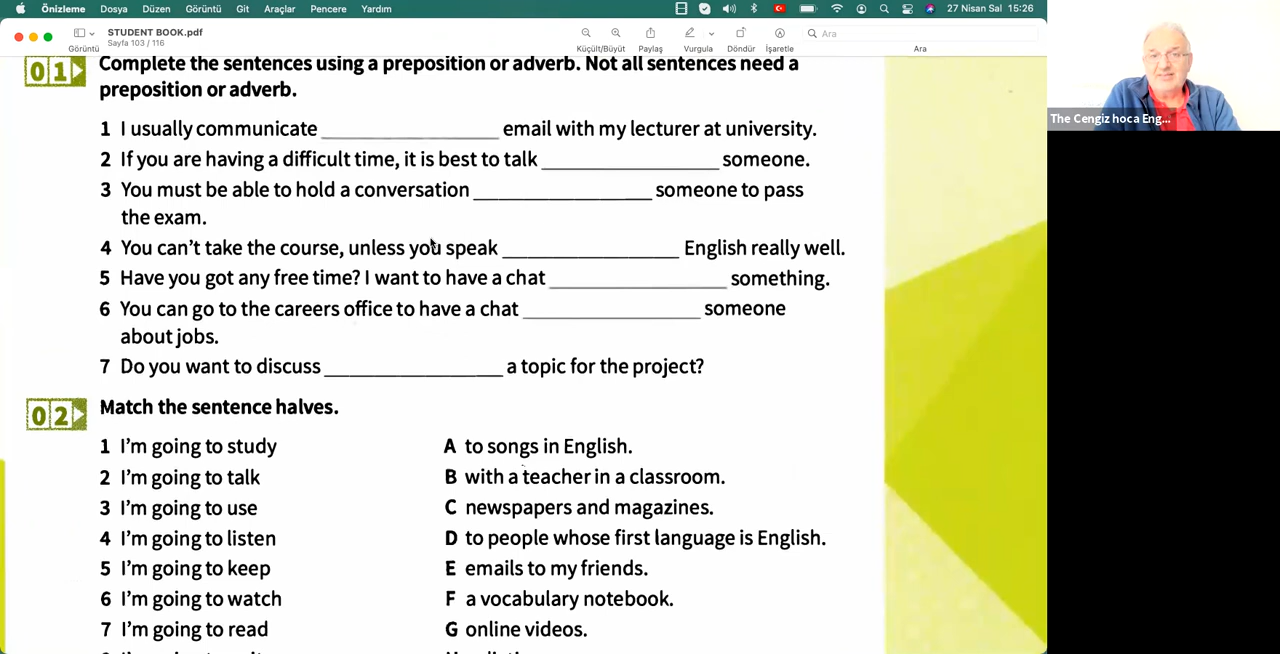 Önizleme Dosya Düzen Görüntü Git Araçlar Pencere Yardım 27 Nisan Sal 15:26
STUDENT BOOK.pdf
Sayfa 103 / 116
Görüntü Küçült/Büyüt Paylaş Vurgula Döndür İşaretle Ara
Ara
The Cengiz hoca Eng...
01 Complete the sentences using a preposition or adverb. Not all sentences need a
preposition or adverb.
1 I usually communicate ________________ email with my lecturer at university.
2 If you are having a difficult time, it is best to talk ________________ someone.
3 You must be able to hold a conversation ________________ someone to pass
the exam.
4 You can't take the course, unless you speak ________________ English really well.
5 Have you got any free time? I want to have a chat ________________ something.
6 You can go to the careers office to have a chat ________________ someone
about jobs.
7 Do you want to discuss ________________ a topic for the project?
02 Match the sentence halves.
1 I'm going to study A to songs in English.
2 I'm going to talk B with a teacher in a classroom.
3 I'm going to use C newspapers and magazines.
4 I'm going to listen D to people whose first language is English.
5 I'm going to keep E emails to my friends.
6 I'm going to watch F a vocabulary notebook.
7 I'm going to read G online videos.